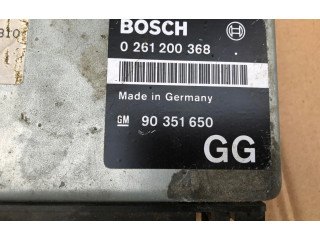 BOSCH
0 261 200 368
Made in Germany
GM 90 351 650
GG